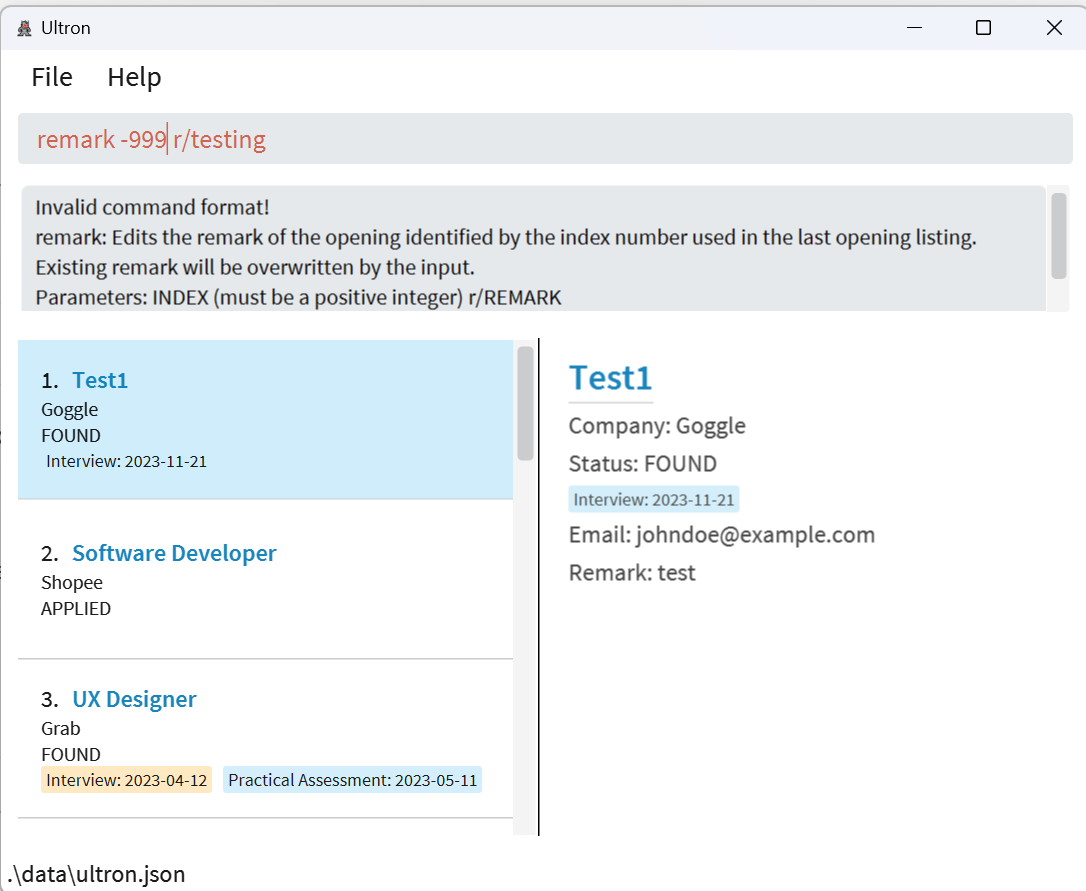 Ultron
File Help
remark -999 r/testing
Invalid command format!
remark: Edits the remark of the opening identified by the index number used in the last opening listing.
Existing remark will be overwritten by the input.
Parameters: INDEX (must be a positive integer) r/REMARK
1. Test1
Goggle
FOUND
Interview: 2023-11-21
2. Software Developer
Shopee
APPLIED
3. UX Designer
Grab
FOUND
Interview: 2023-04-12 Practical Assessment: 2023-05-11
Test1
Company: Goggle
Status: FOUND
Interview: 2023-11-21
Email: johndoe@example.com
Remark: test
.\data\ultron.json